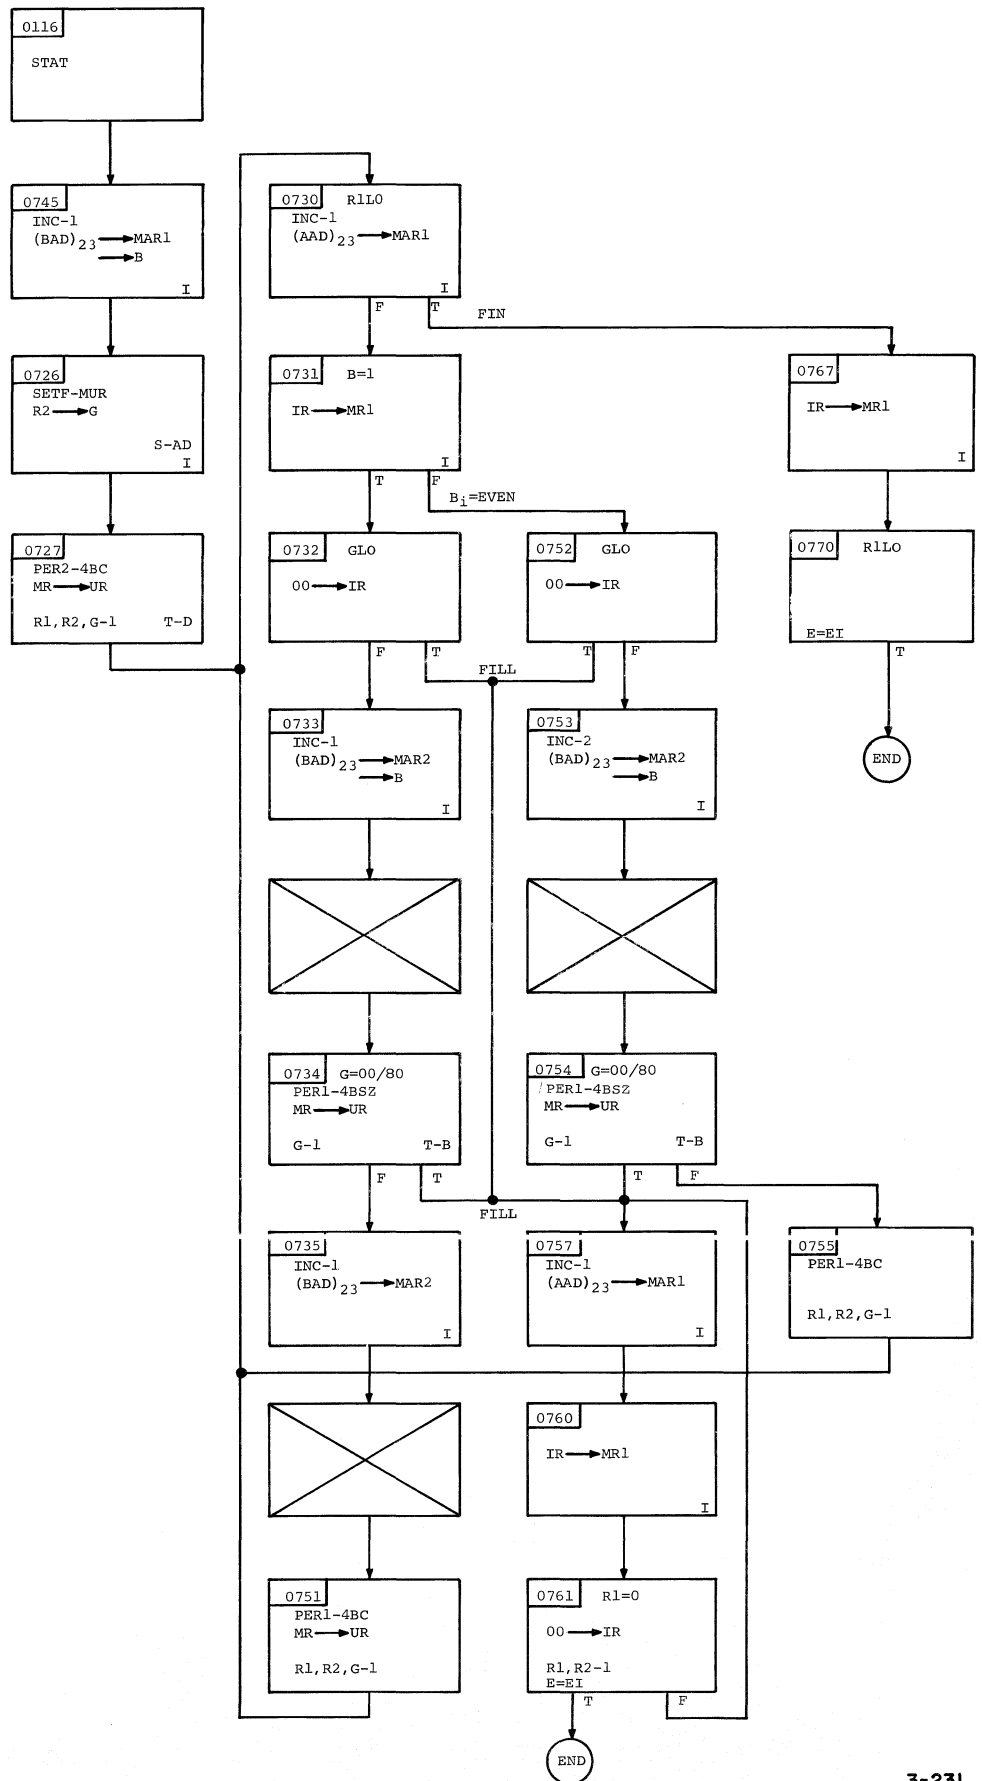 0116
STAT
0745
INC-1
(BAD)23 → MAR1
→ B
I
0726
SETF-MUR
R2 → G
S-AD
I
0727
PER2-4BC
MR → UR
R1,R2,G-1 T-D
0730 R1LO
INC-1
(AAD)23 → MAR1
I
F T
FIN
0731 B=1
IR → MR1
I
T F
Bi=EVEN
0767
IR → MR1
I
0732 GLO
00 → IR
F T
0752 GLO
00 → IR
T F
FILL
0770 R1LO
E=EI
T
END
0733
INC-1
(BAD)23 → MAR2
→ B
I
0753
INC-2
(BAD)23 → MAR2
→ B
I
0734 G=00/80
PER1-4BSZ
MR → UR
G-1 T-B
F T
0754 G=00/80
PER1-4BSZ
MR → UR
G-1 T-B
T F
FILL
0735
INC-1
(BAD)23 → MAR2
I
0757
INC-1
(AAD)23 → MAR1
I
0755
PER1-4BC
R1,R2,G-1
0760
IR → MR1
I
0751
PER1-4BC
MR → UR
R1,R2,G-1
0761 R1=0
00 → IR
R1,R2-1
E=EI
T F
END
3-231